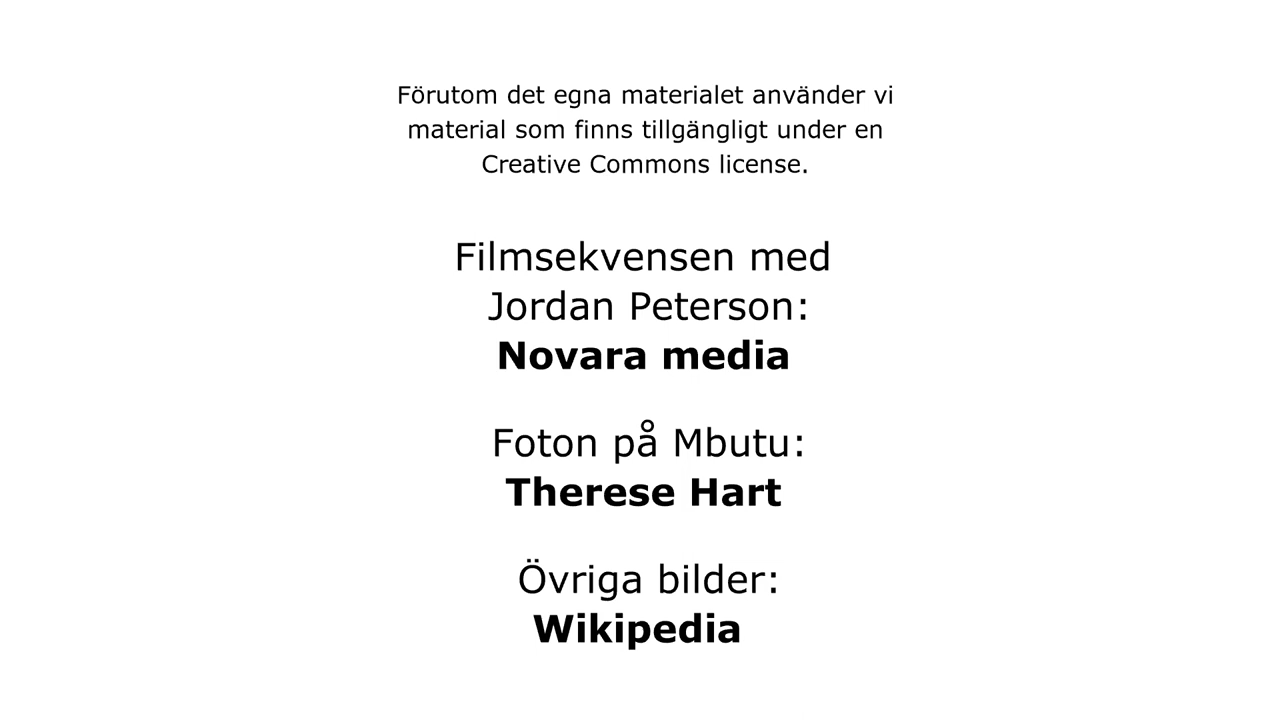 Förutom det egna materialet använder vi
material som finns tillgängligt under en
Creative Commons license.
Filmsekvensen med
Jordan Peterson:
Novara media
Foton på Mbutu:
Therese Hart
Övriga bilder:
Wikipedia